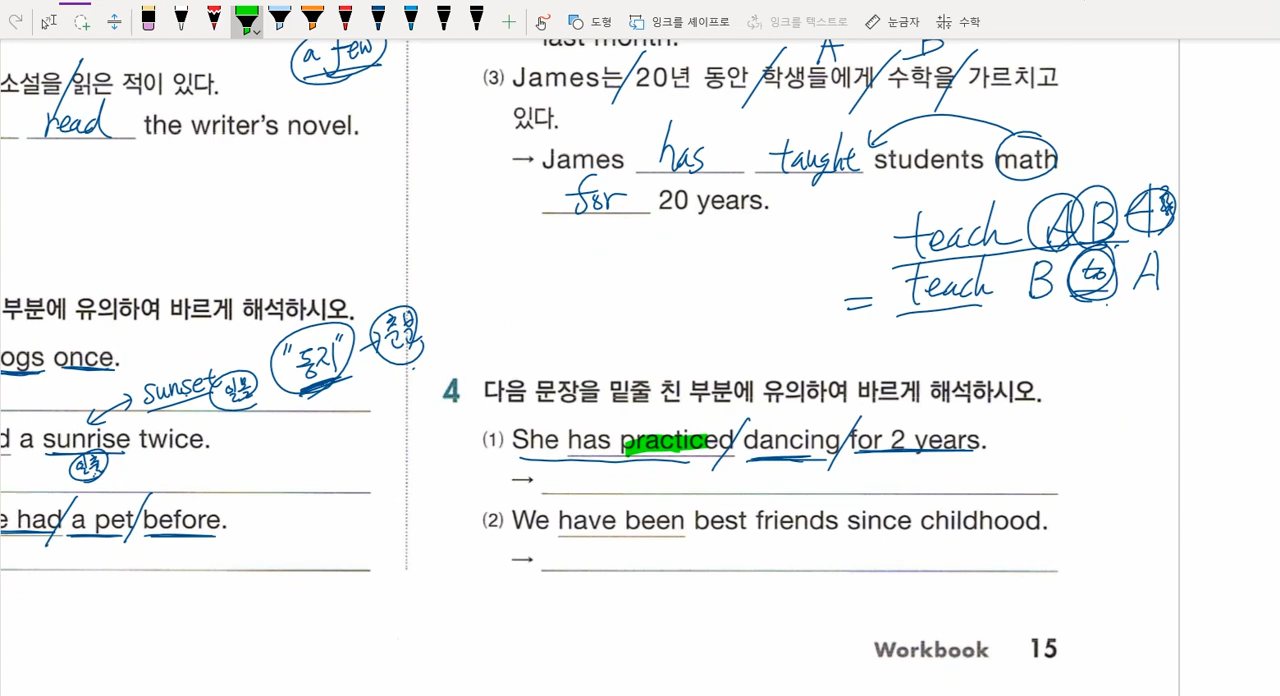 도형 잉크를 셰이프로 잉크를 텍스트로 눈금자 수학
a few
소설을 읽은 적이 있다.
read the writer's novel.
부분에 유의하여 바르게 해석하시오.
ogs once.
"동지" → 춘분
sunset 일몰
d a sunrise twice.
일출
e had a pet before.
last month.
A B
(3) James는 20년 동안 학생들에게 수학을 가르치고
있다.
→ James has taught students math
for 20 years.
teach A B
= teach B to A
4 다음 문장을 밑줄 친 부분에 유의하여 바르게 해석하시오.
(1) She has practiced dancing for 2 years.
→
(2) We have been best friends since childhood.
→
Workbook 15